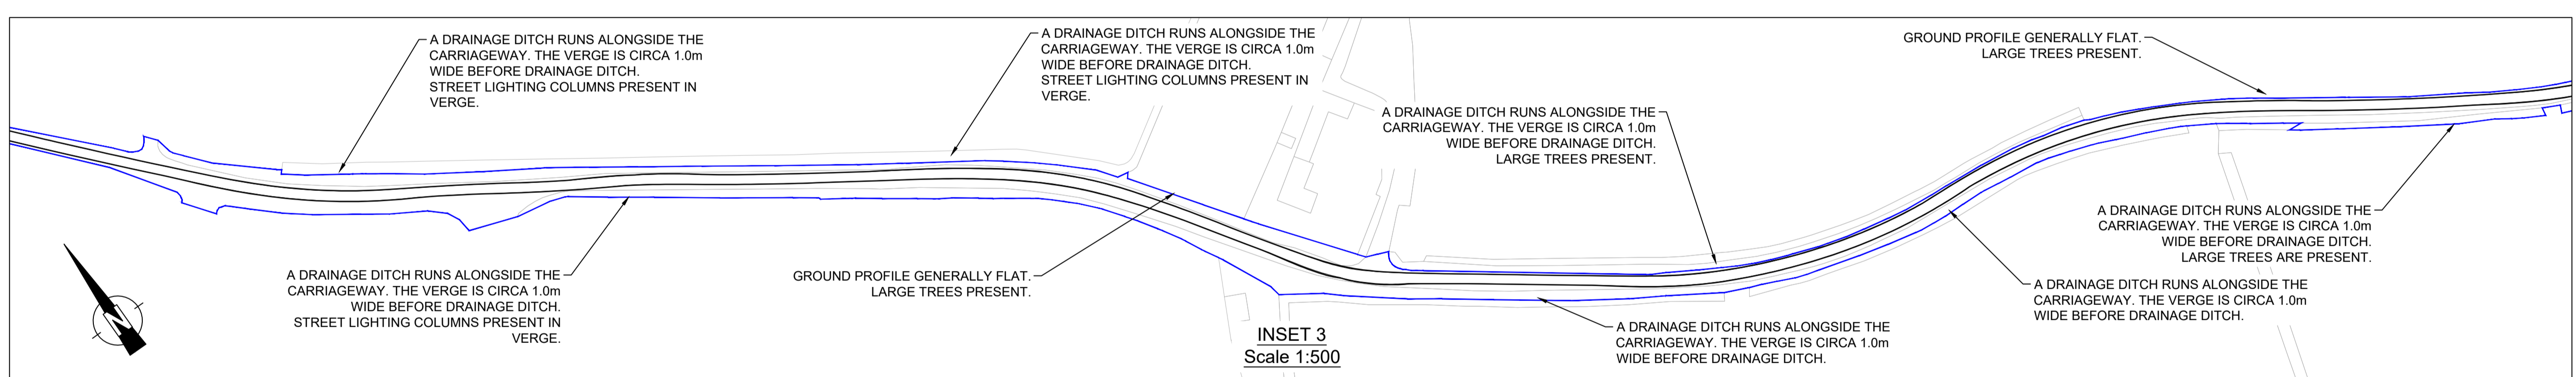 A DRAINAGE DITCH RUNS ALONGSIDE THE
CARRIAGEWAY. THE VERGE IS CIRCA 1.0m
WIDE BEFORE DRAINAGE DITCH.
STREET LIGHTING COLUMNS PRESENT IN
VERGE.
A DRAINAGE DITCH RUNS ALONGSIDE THE
CARRIAGEWAY. THE VERGE IS CIRCA 1.0m
WIDE BEFORE DRAINAGE DITCH.
STREET LIGHTING COLUMNS PRESENT IN
VERGE.
A DRAINAGE DITCH RUNS ALONGSIDE THE
CARRIAGEWAY. THE VERGE IS CIRCA 1.0m
WIDE BEFORE DRAINAGE DITCH.
LARGE TREES PRESENT.
GROUND PROFILE GENERALLY FLAT.
LARGE TREES PRESENT.
A DRAINAGE DITCH RUNS ALONGSIDE THE
CARRIAGEWAY. THE VERGE IS CIRCA 1.0m
WIDE BEFORE DRAINAGE DITCH.
STREET LIGHTING COLUMNS PRESENT IN
VERGE.
GROUND PROFILE GENERALLY FLAT.
LARGE TREES PRESENT.
INSET 3
Scale 1:500
A DRAINAGE DITCH RUNS ALONGSIDE THE
CARRIAGEWAY. THE VERGE IS CIRCA 1.0m
WIDE BEFORE DRAINAGE DITCH.
A DRAINAGE DITCH RUNS ALONGSIDE THE
CARRIAGEWAY. THE VERGE IS CIRCA 1.0m
WIDE BEFORE DRAINAGE DITCH.
LARGE TREES ARE PRESENT.
A DRAINAGE DITCH RUNS ALONGSIDE THE
CARRIAGEWAY. THE VERGE IS CIRCA 1.0m
WIDE BEFORE DRAINAGE DITCH.